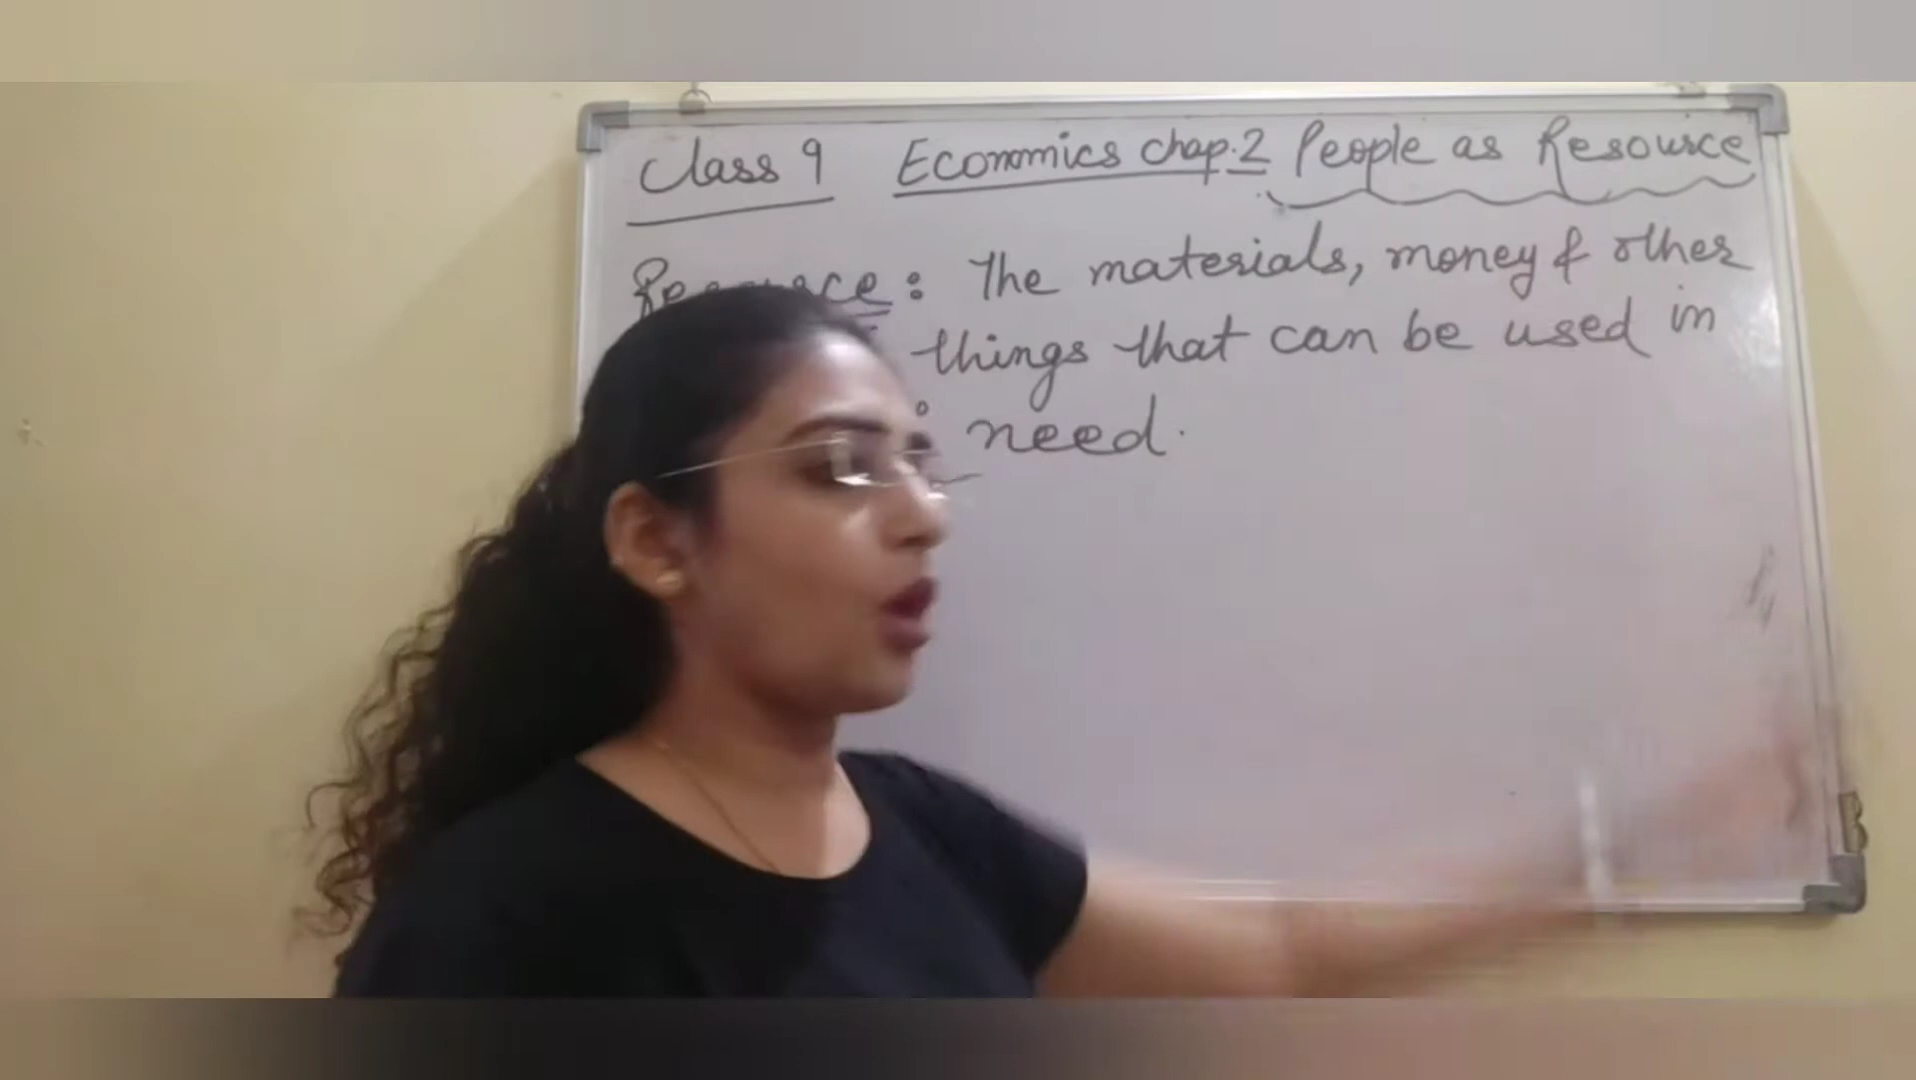 Class 9 Economics Chap.2 People as Resource
Resource: The materials, money & other
things that can be used in
need.